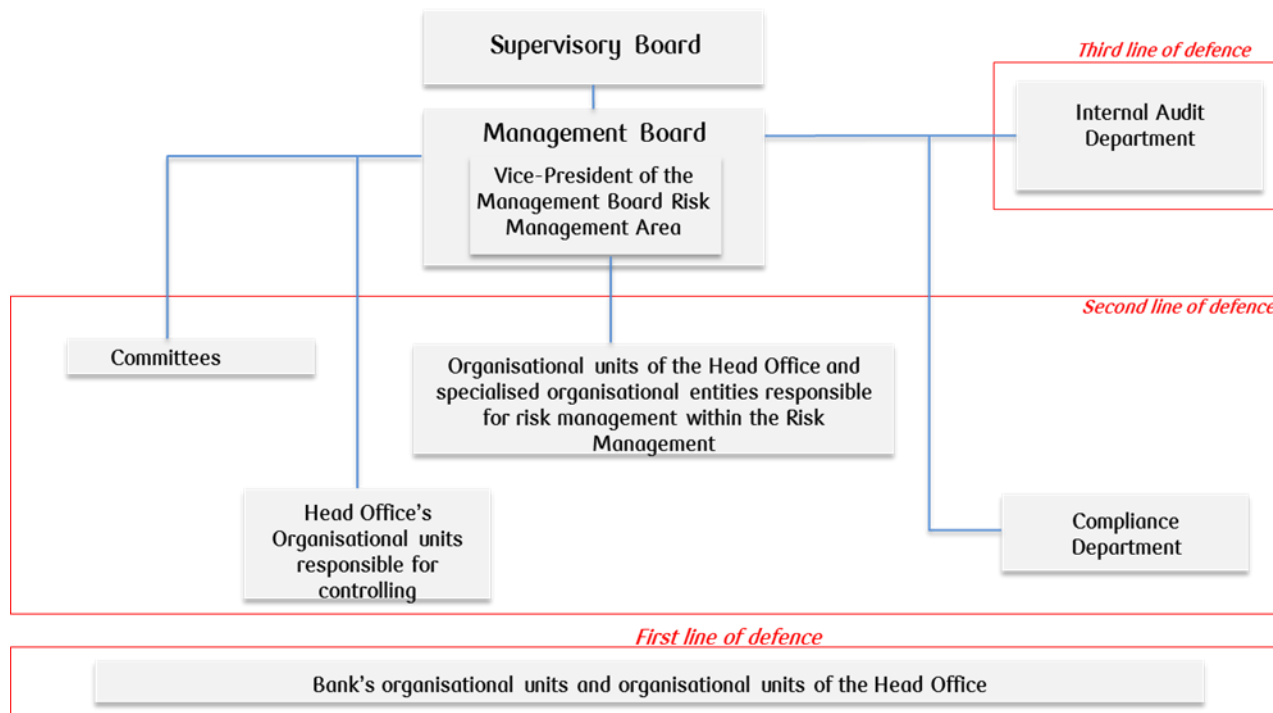 Supervisory Board
Third line of defence
Internal Audit
Department
Management Board
Vice-President of the
Management Board Risk
Management Area
Second line of defence
Committees
Organisational units of the Head Office and
specialised organisational entities responsible
for risk management within the Risk
Management
Head Office's
Organisational units
responsible for
controlling
Compliance
Department
First line of defence
Bank's organisational units and organisational units of the Head Office